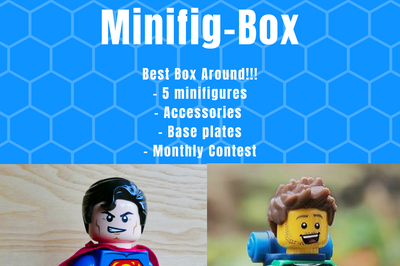 Minifig-Box
Best Box Around!!!
- 5 minifigures
- Accessories
- Base plates
- Monthly Contest